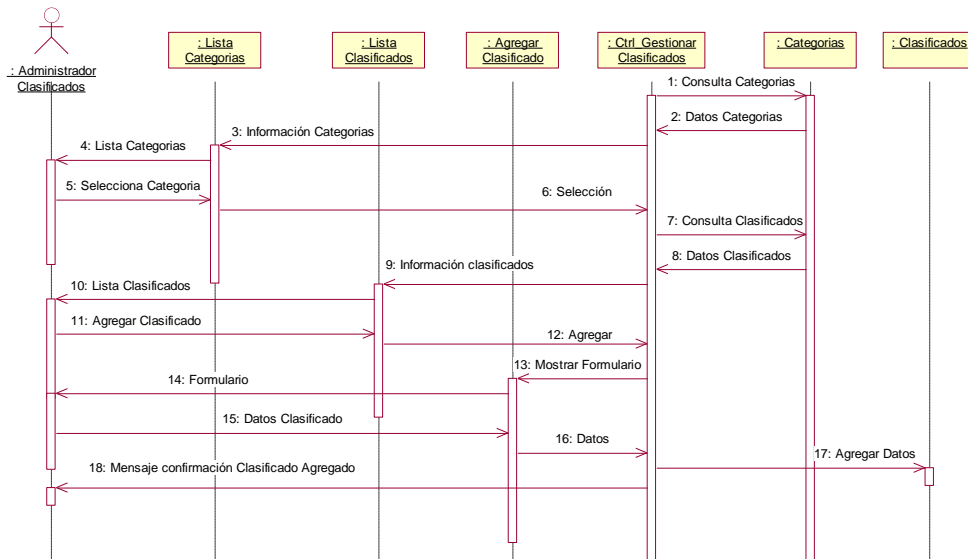 : Administrador
Clasificados
: Lista
Categorias
: Lista
Clasificados
: Agregar
Clasificado
: Ctrl_Gestionar
Clasificados
: Categorias
: Clasificados
1: Consulta Categorias
2: Datos Categorias
3: Información Categorias
4: Lista Categorias
5: Selecciona Categoria
6: Selección
7: Consulta Clasificados
8: Datos Clasificados
9: Información clasificados
10: Lista Clasificados
11: Agregar Clasificado
12: Agregar
13: Mostrar Formulario
14: Formulario
15: Datos Clasificado
16: Datos
17: Agregar Datos
18: Mensaje confirmación Clasificado Agregado